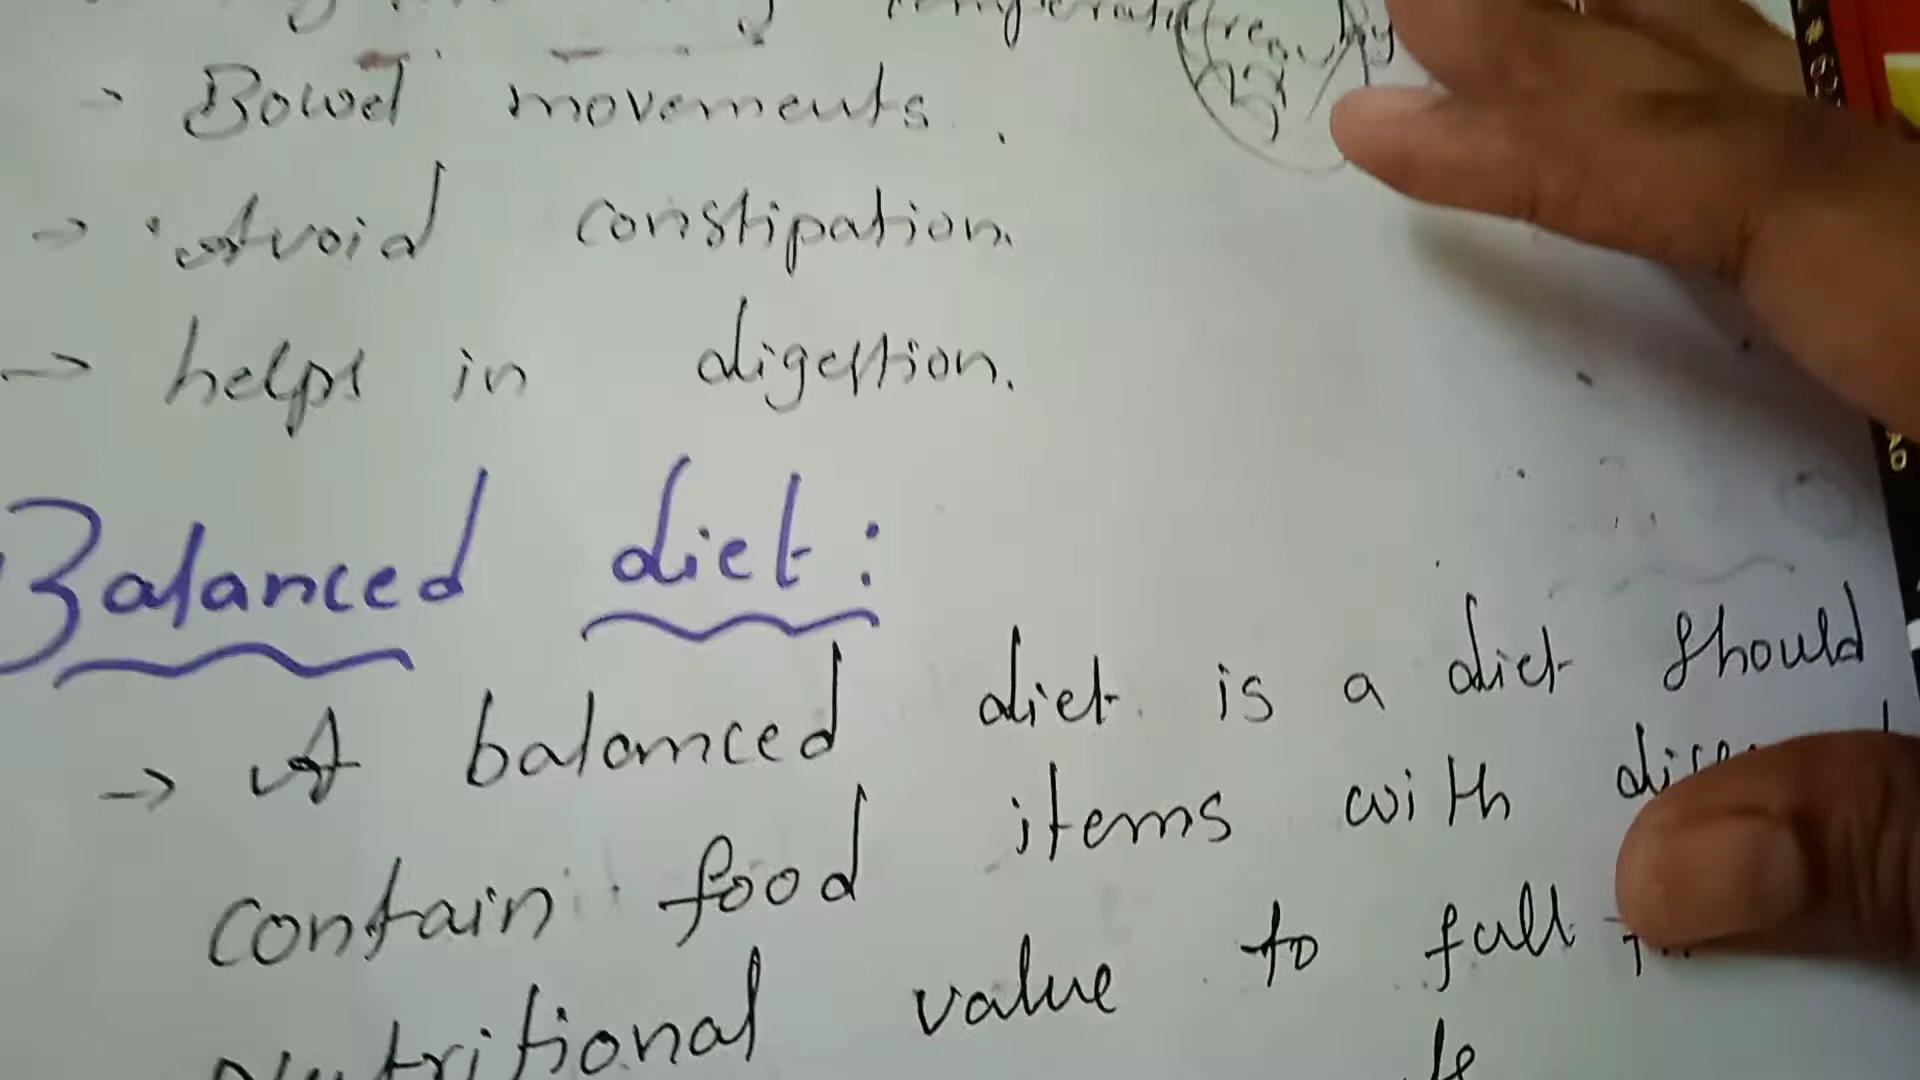 Bowel movements.
→ Avoid constipation.
→ helps in digestion.
Balanced diet:
→ A balanced diet is a diet should
contain food items with
Nutritional value to full